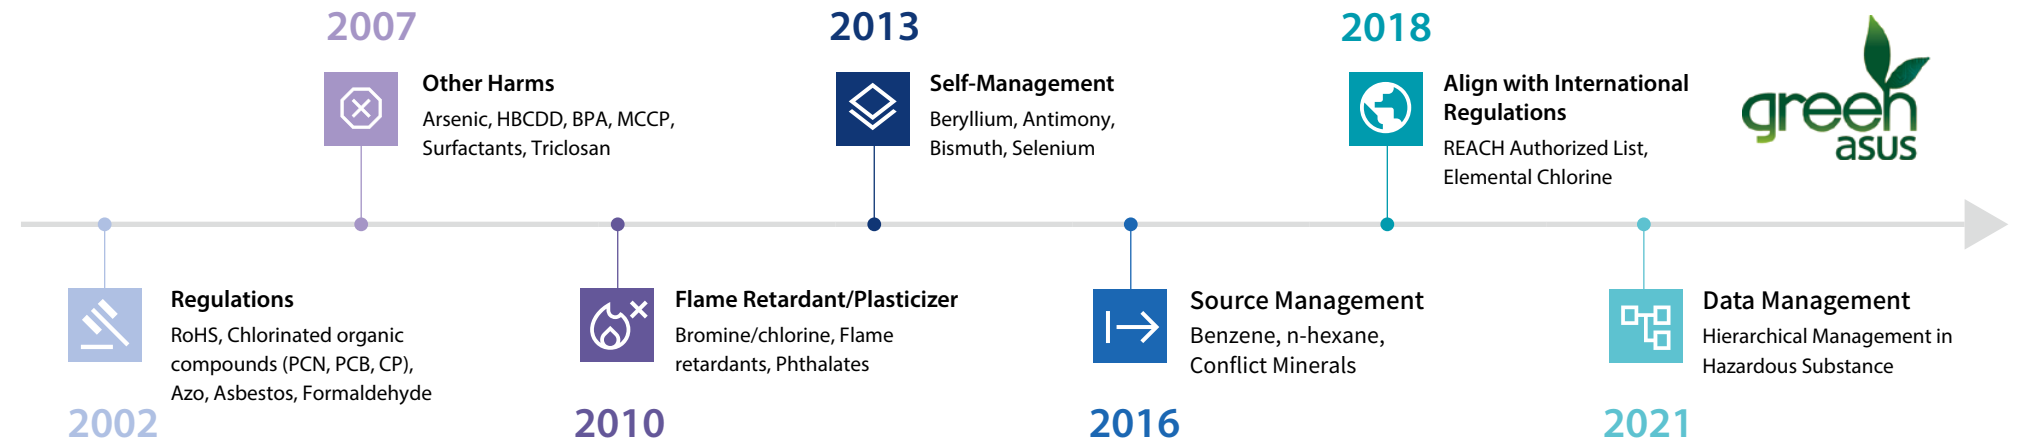 2007
Other Harms
Arsenic, HBCDD, BPA, MCCP,
Surfactants, Triclosan
2013
Self-Management
Beryllium, Antimony,
Bismuth, Selenium
2018
Align with International
Regulations
REACH Authorized List,
Elemental Chlorine
green
asus
Regulations
RoHS, Chlorinated organic
compounds (PCN, PCB, CP),
Azo, Asbestos, Formaldehyde
2002
Flame Retardant/Plasticizer
Bromine/chlorine, Flame
retardants, Phthalates
2010
Source Management
Benzene, n-hexane,
Conflict Minerals
2016
Data Management
Hierarchical Management in
Hazardous Substance
2021